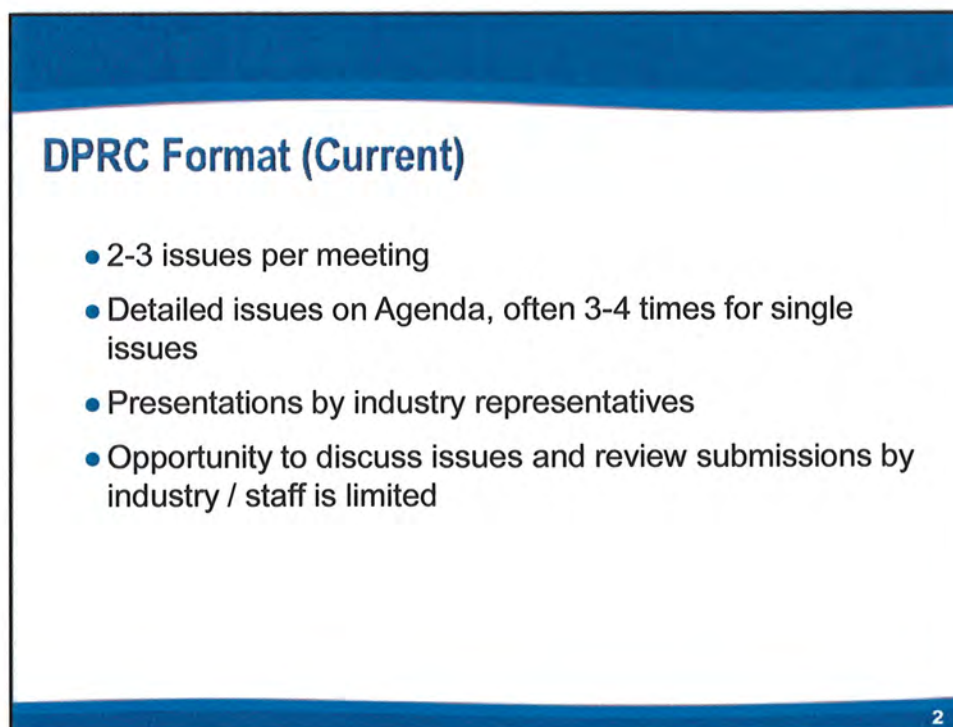 DPRC Format (Current)
● 2-3 issues per meeting
● Detailed issues on Agenda, often 3-4 times for single
issues
● Presentations by industry representatives
● Opportunity to discuss issues and review submissions by
industry / staff is limited
2